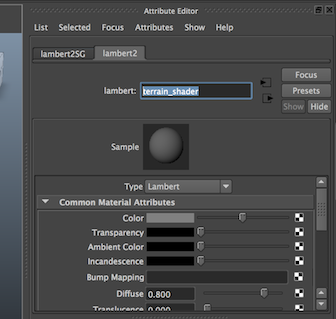 Attribute Editor
List Selected Focus Attributes Show Help
lambert2SG lambert2
Focus
lambert: terrain_shader
Presets
Show Hide
Sample
Type Lambert
Common Material Attributes
Color
Transparency
Ambient Color
Incandescence
Bump Mapping
Diffuse 0.800
Translucence 0.000